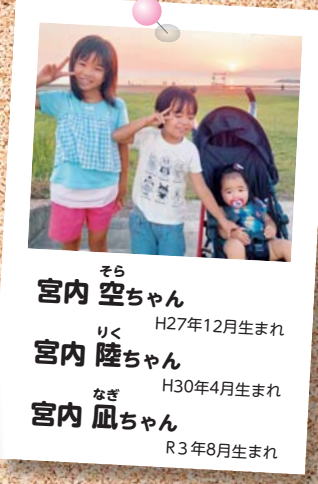 そら
宮内 空ちゃん
H27年12月生まれ
りく
宮内 陸ちゃん
H30年4月生まれ
なぎ
宮内 凪ちゃん
R3年8月生まれ